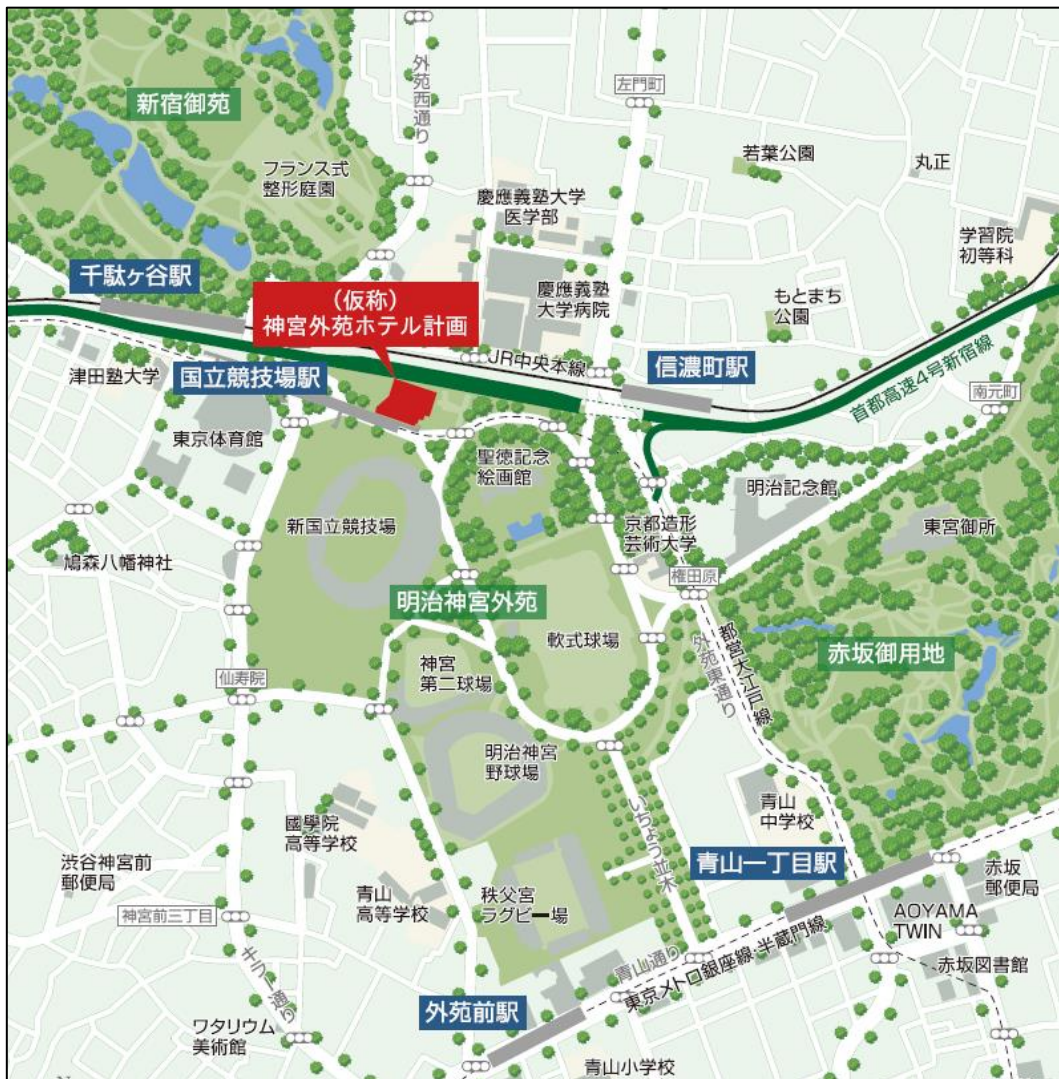 外苑西通り
左門町
新宿御苑
若葉公園
丸正
フランス式
整形庭園
慶應義塾大学
医学部
学習院
初等科
千駄ヶ谷駅
(仮称)
神宮外苑ホテル計画
慶應義塾
大学病院
もとまち
公園
JR中央本線
信濃町駅
首都高速4号新宿線
津田塾大学
国立競技場駅
南元町
東京体育館
聖徳記念
絵画館
明治記念館
新国立競技場
京都造形
芸術大学
東宮御所
鳩森八幡神社
権田原
明治神宮外苑
軟式球場
外苑東通り
都営大江戸線
赤坂御用地
神宮
第二球場
仙寿院
明治神宮
野球場
いちょう並木
青山
中学校
國學院
高等学校
青山一丁目駅
渋谷神宮前
郵便局
青山
高等学校
秩父宮
ラグビー場
赤坂
郵便局
神宮前三丁目
AOYAMA
TWIN
青山通り
東京メトロ銀座線・半蔵門線
赤坂図書館
キラー通り
外苑前駅
ワタリウム
美術館
青山小学校